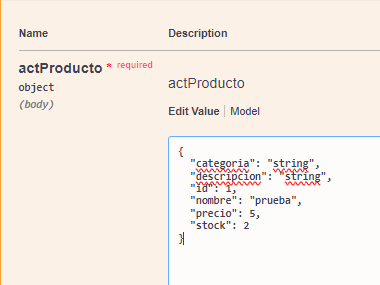 Name Description
actProducto * required
object
(body)
actProducto
Edit Value | Model
{
  "categoria": "string",
  "descripcion": "string",
  "id": 1,
  "nombre": "prueba",
  "precio": 5,
  "stock": 2
}